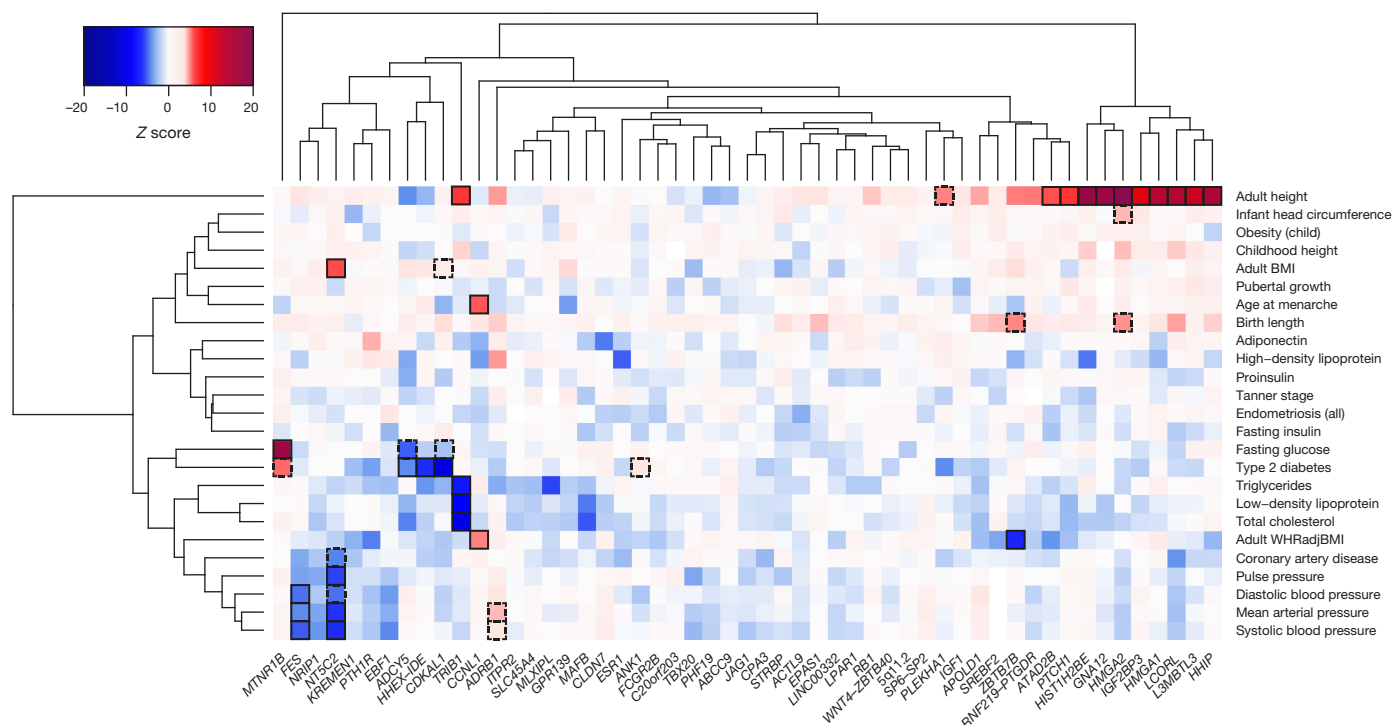 −20 −10 0 10 20
Z score
Adult height
Infant head circumference
Obesity (child)
Childhood height
Adult BMI
Pubertal growth
Age at menarche
Birth length
Adiponectin
High−density lipoprotein
Proinsulin
Tanner stage
Endometriosis (all)
Fasting insulin
Fasting glucose
Type 2 diabetes
Triglycerides
Low−density lipoprotein
Total cholesterol
Adult WHRadjBMI
Coronary artery disease
Pulse pressure
Diastolic blood pressure
Mean arterial pressure
Systolic blood pressure
MTNR1B
FES
NRIP1
NT5C2
KREMEN1
PTH1R
EBF1
ADCY5
HHEX−IDE
CDKAL1
TRIB1
CCNL1
ADRB1
ITPR2
SLC45A4
MLXIPL
GPR139
MAFB
CLDN7
ESR1
ANK1
FCGR2B
C20orf203
TBX20
PHF19
ABCC9
JAG1
CPA3
STRBP
ACTL9
EPAS1
LINC00332
LPAR1
RB1
WNT4−ZBTB40
5q11.2
SP6−SP2
PLEKHA1
IGF1
APOLD1
SREBF2
ZBTB7B
RNF219−PTGDR
ATAD2B
PTCH1
HIST1H2BE
GNA12
HMGA2
IGF2BP3
HMGA1
LCORL
L3MBTL3
HHIP